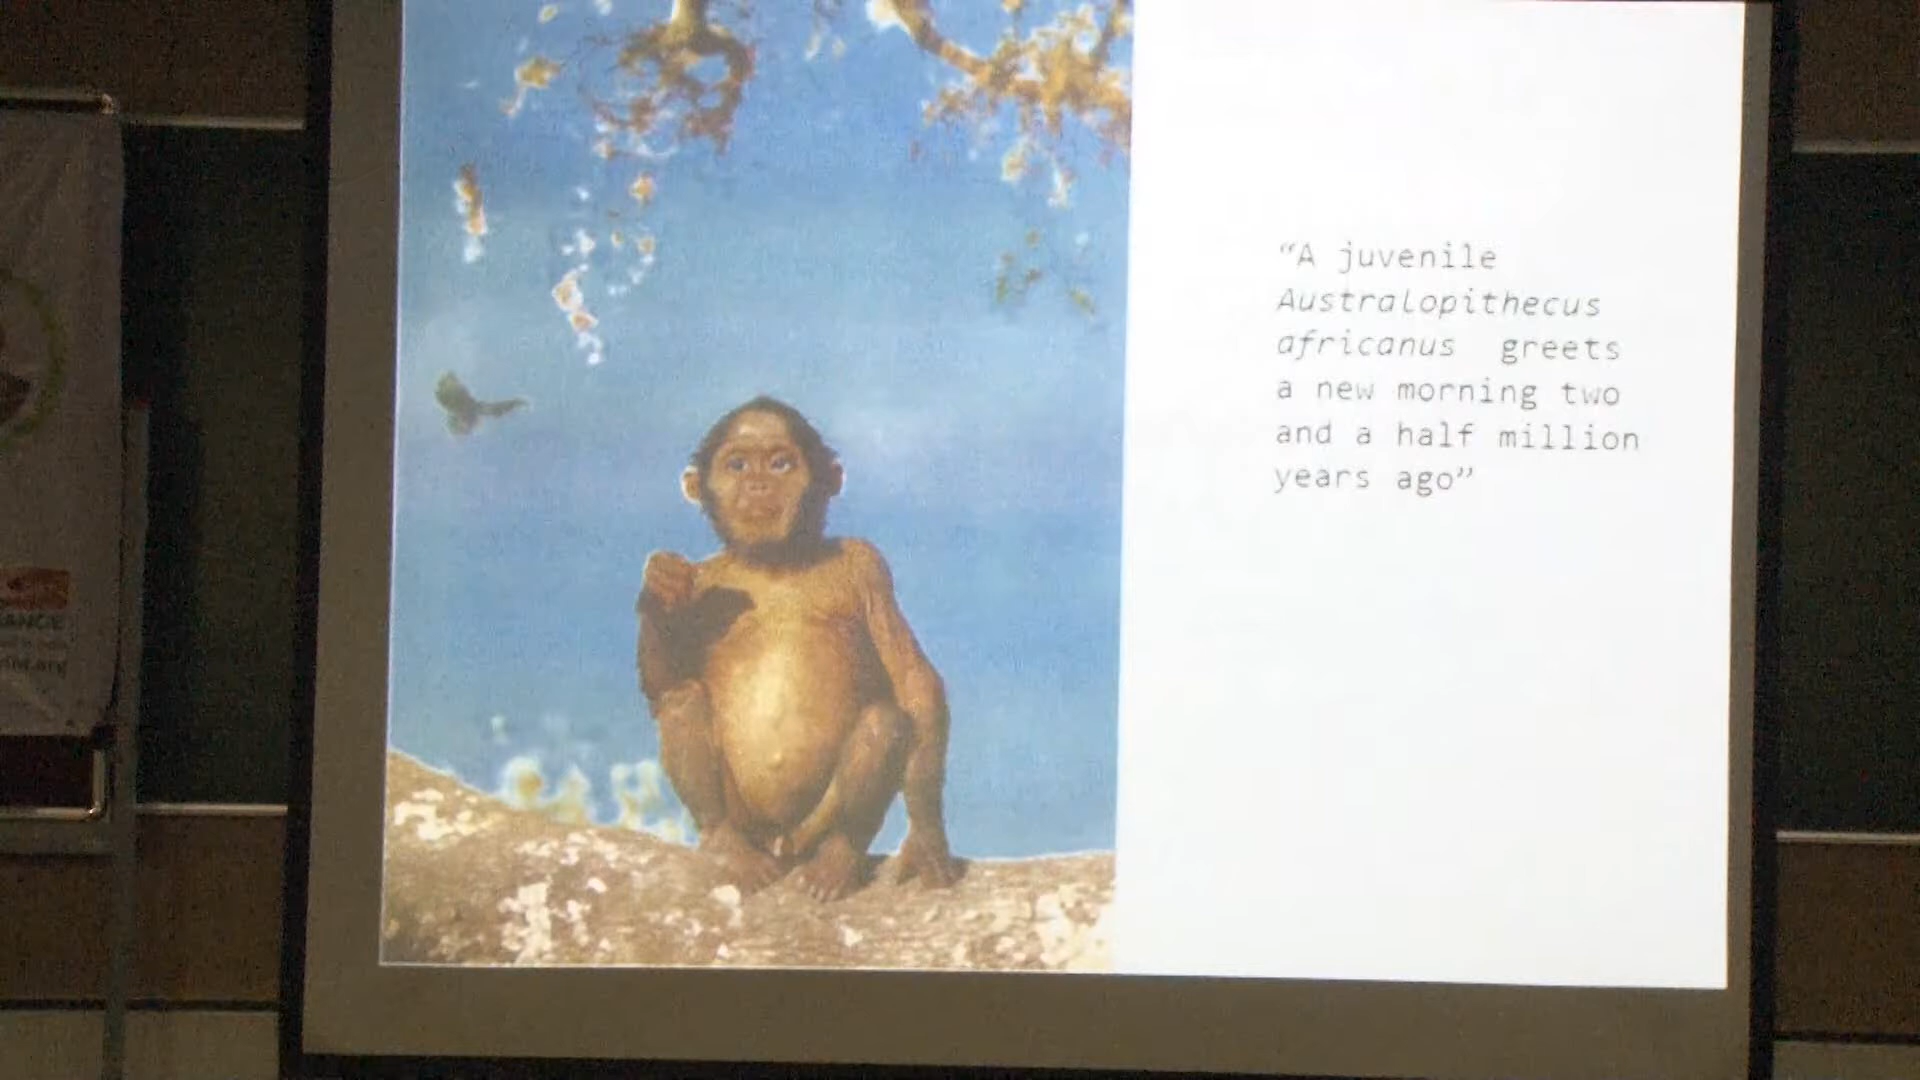 “A juvenile
Australopithecus
africanus greets
a new morning two
and a half million
years ago”